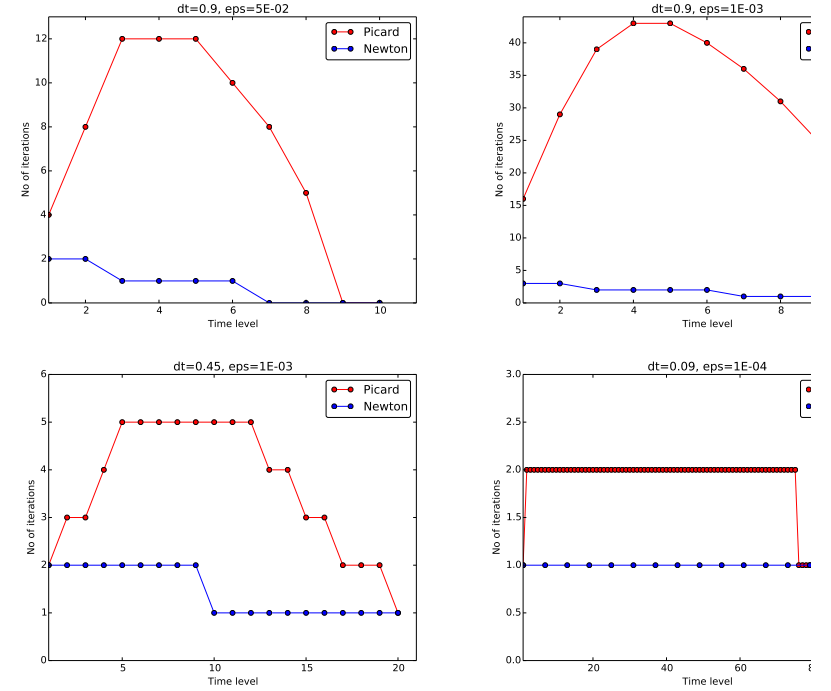 dt=0.9, eps=5E-02
Picard
Newton
No of iterations
12
10
8
6
4
2
0
2 4 6 8 10
Time level
dt=0.9, eps=1E-03
No of iterations
40
35
30
25
20
15
10
5
0
2 4 6 8
Time level
dt=0.45, eps=1E-03
Picard
Newton
No of iterations
6
5
4
3
2
1
0
5 10 15 20
Time level
dt=0.09, eps=1E-04
No of iterations
3.0
2.5
2.0
1.5
1.0
0.5
0.0
20 40 60
Time level